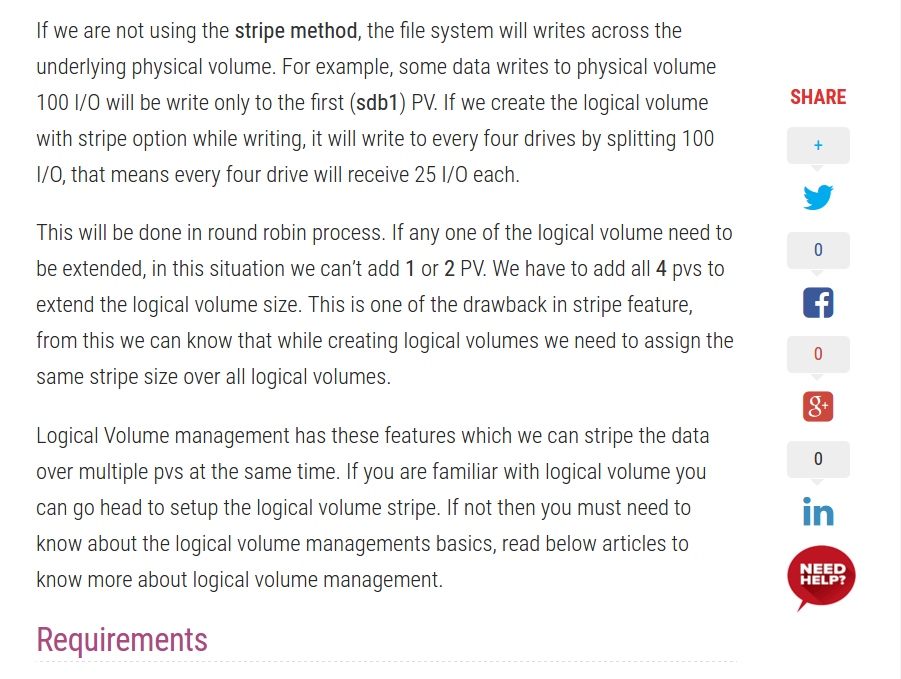 If we are not using the stripe method, the file system will writes across the
underlying physical volume. For example, some data writes to physical volume
100 I/O will be write only to the first (sdb1) PV. If we create the logical volume
with stripe option while writing, it will write to every four drives by splitting 100
I/O, that means every four drive will receive 25 I/O each.
This will be done in round robin process. If any one of the logical volume need to
be extended, in this situation we can’t add 1 or 2 PV. We have to add all 4 pvs to
extend the logical volume size. This is one of the drawback in stripe feature,
from this we can know that while creating logical volumes we need to assign the
same stripe size over all logical volumes.
Logical Volume management has these features which we can stripe the data
over multiple pvs at the same time. If you are familiar with logical volume you
can go head to setup the logical volume stripe. If not then you must need to
know about the logical volume managements basics, read below articles to
know more about logical volume management.
Requirements
SHARE
+
0
f
0
g+
0
in
NEED
HELP?